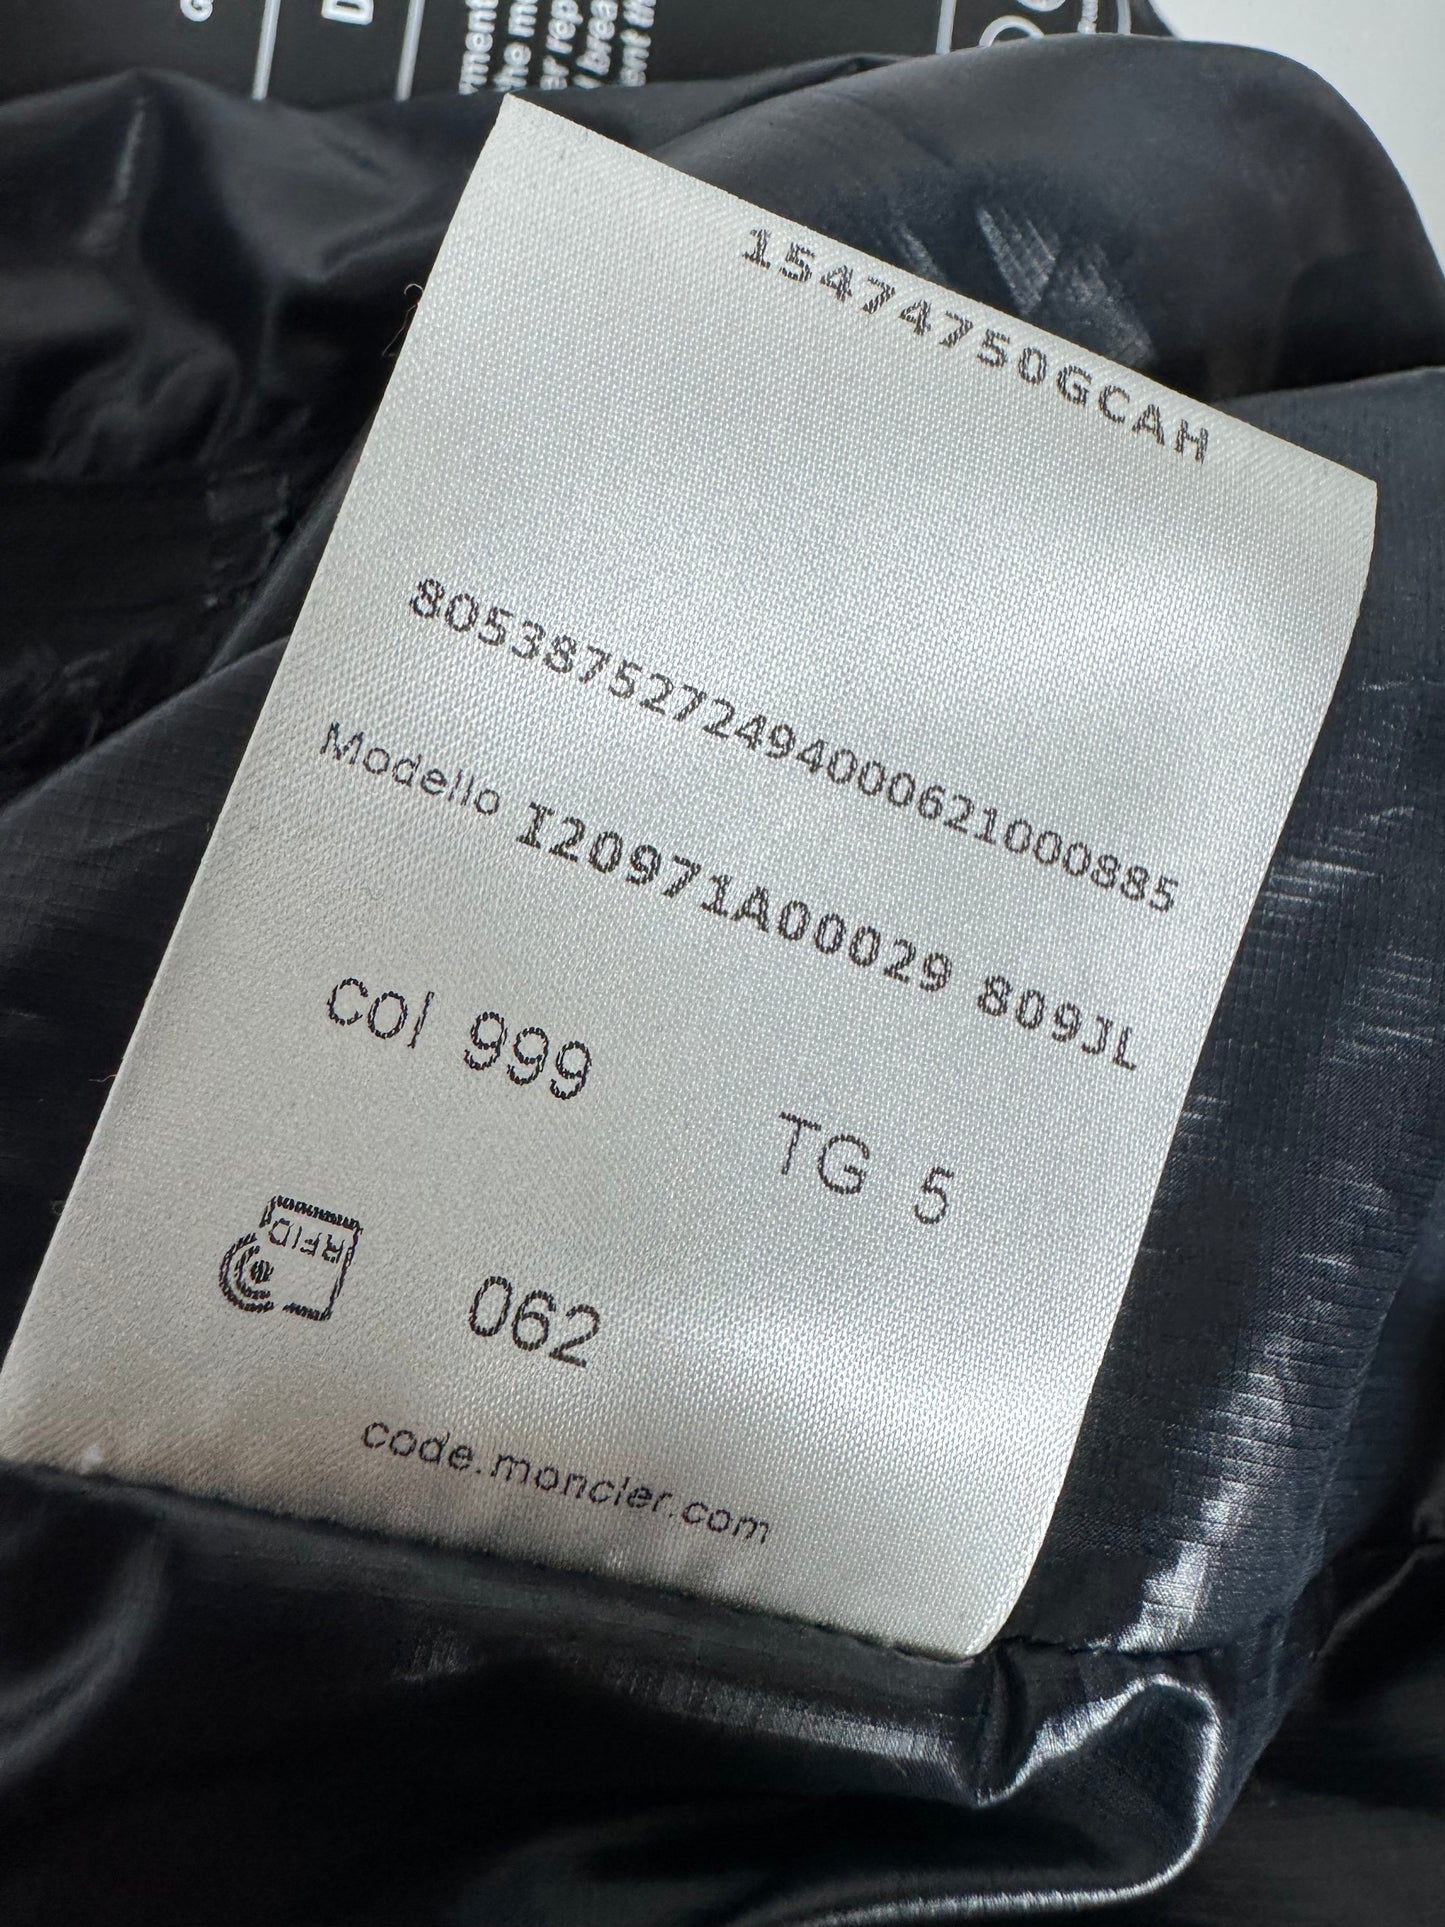 15474750GCAH
8053875272494000621000885
Modello I20971A00029 809JL
col 999
TG 5
RFID
062
code.moncler.com